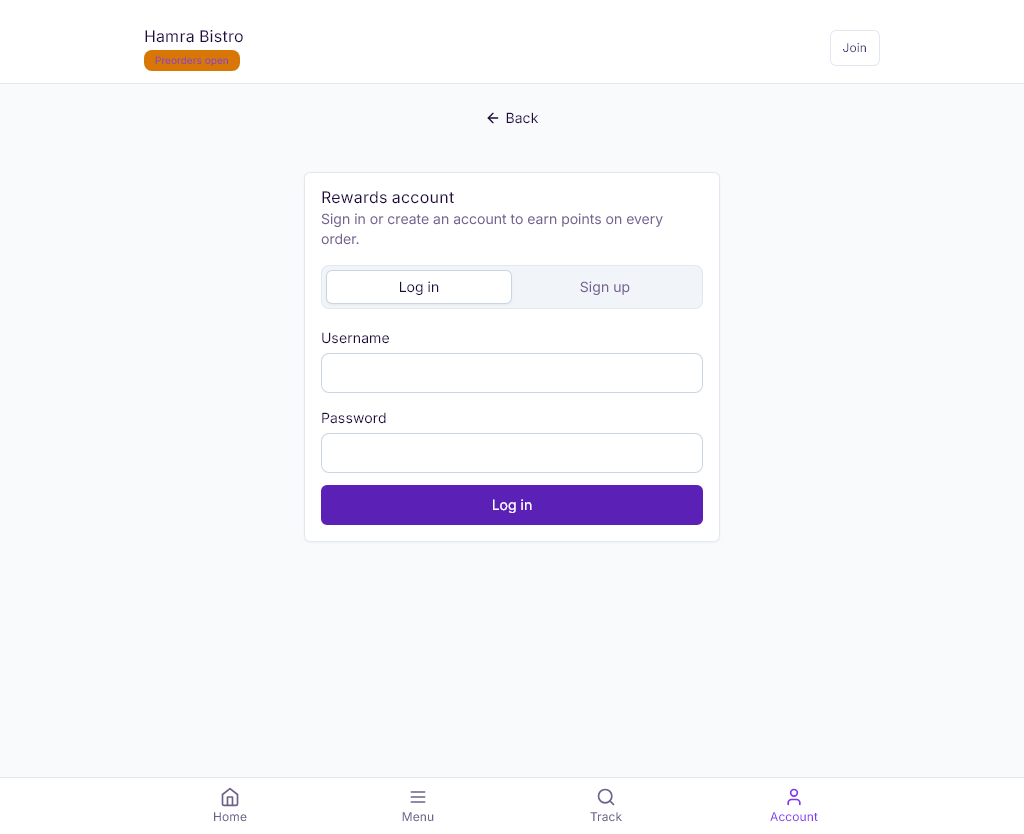 Hamra Bistro
Preorders open
Join
Back
Rewards account
Sign in or create an account to earn points on every
order.
Log in
Sign up
Username
Password
Log in
Home
Menu
Track
Account